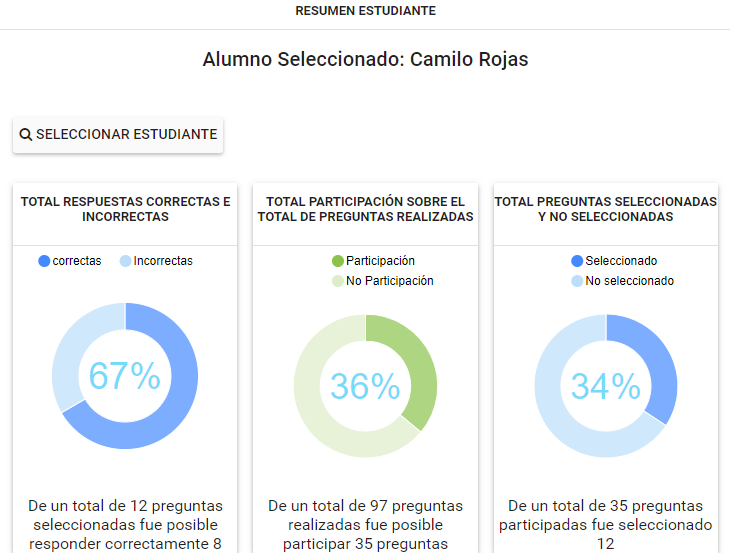 RESUMEN ESTUDIANTE
Alumno Seleccionado: Camilo Rojas
SELECCIONAR ESTUDIANTE
TOTAL RESPUESTAS CORRECTAS E
INCORRECTAS
correctas
Incorrectas
67%
De un total de 12 preguntas
seleccionadas fue posible
responder correctamente 8
TOTAL PARTICIPACIÓN SOBRE EL
TOTAL DE PREGUNTAS REALIZADAS
Participación
No Participación
36%
De un total de 97 preguntas
realizadas fue posible
participar 35 preguntas
TOTAL PREGUNTAS SELECCIONADAS
Y NO SELECCIONADAS
Seleccionado
No seleccionado
34%
De un total de 35 preguntas
participadas fue seleccionado
12